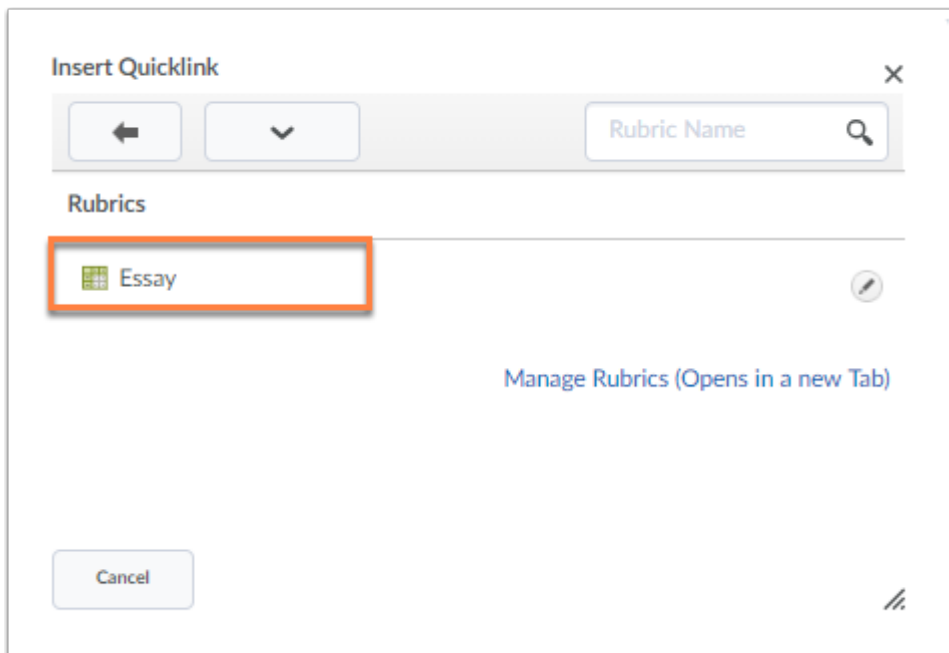 Insert Quicklink
Rubric Name
Rubrics
Essay
Manage Rubrics (Opens in a new Tab)
Cancel